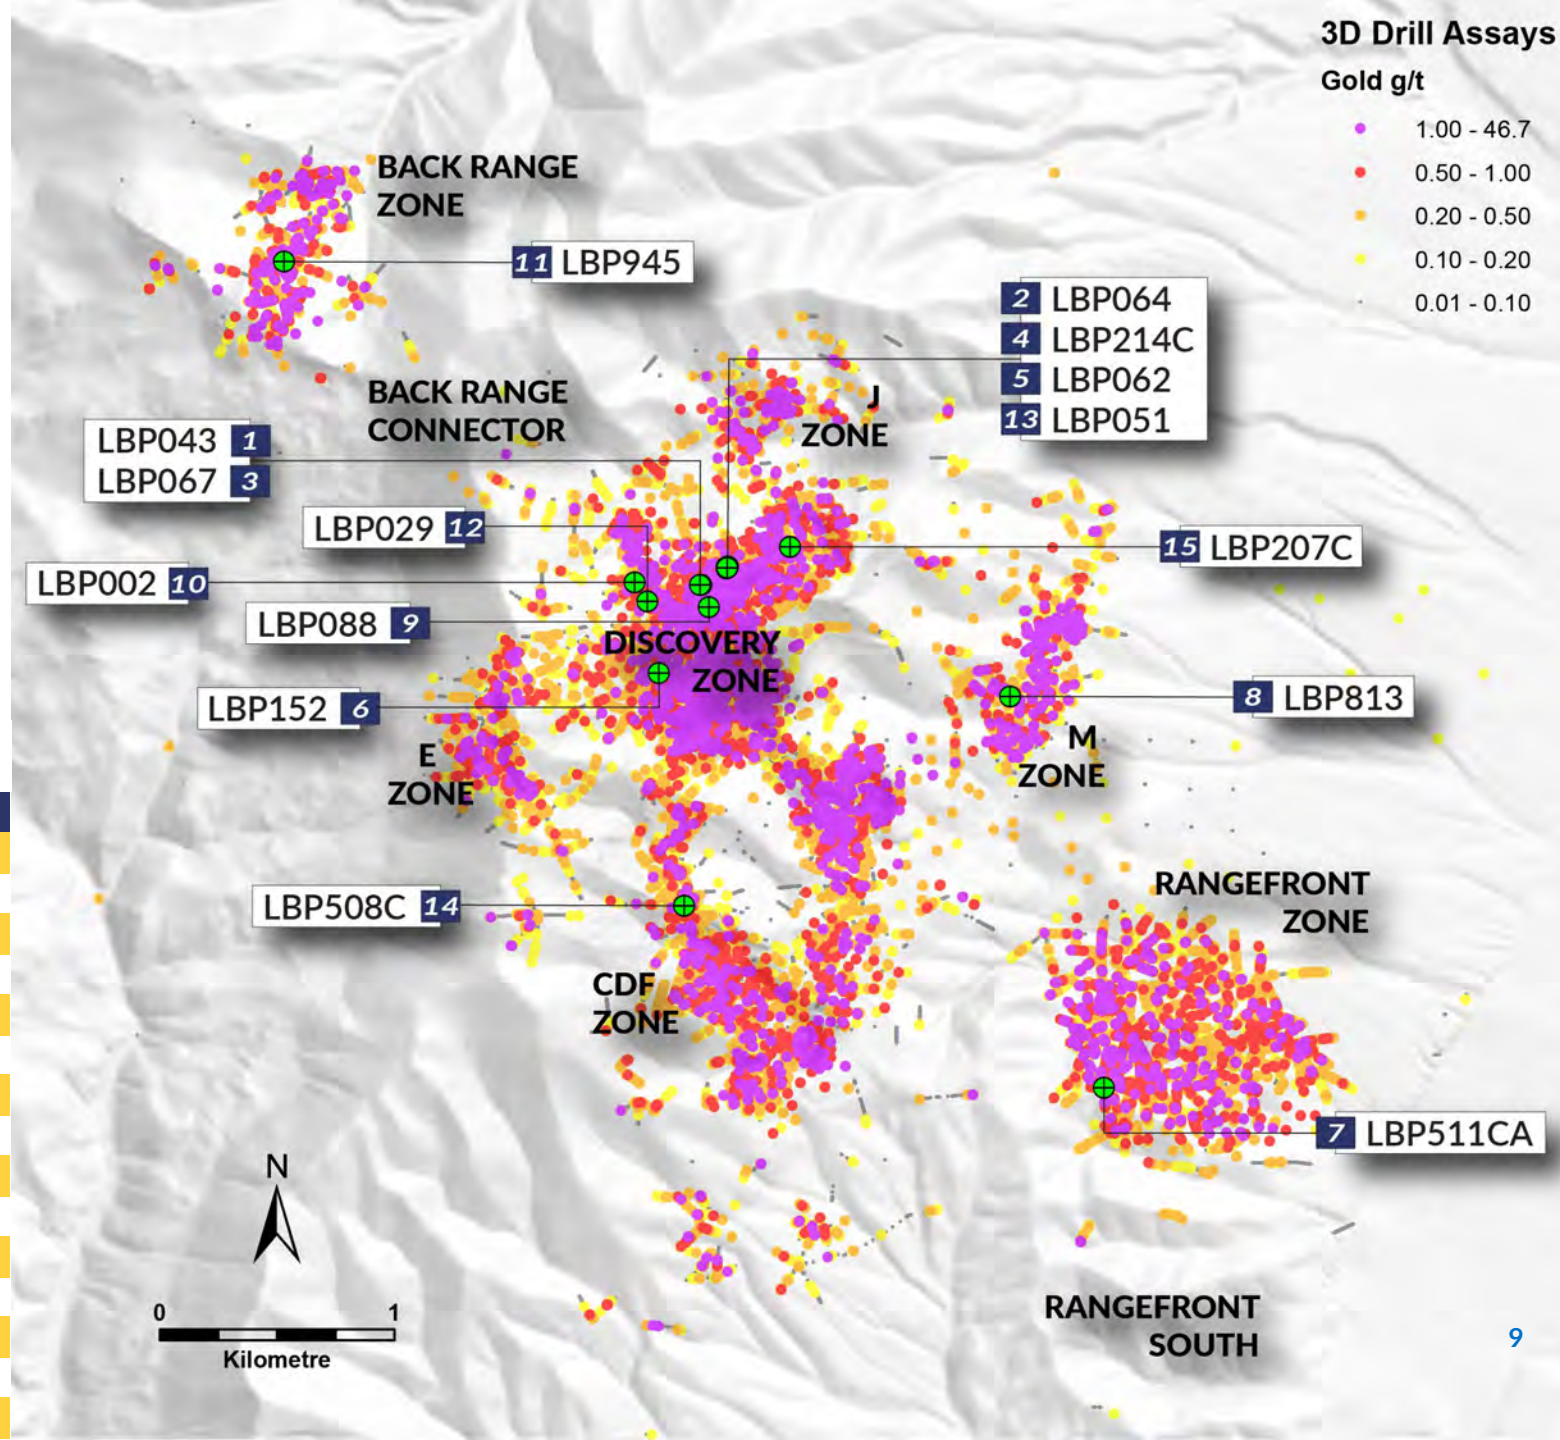 3D Drill Assays
Gold g/t
1.00 - 46.7
0.50 - 1.00
0.20 - 0.50
0.10 - 0.20
0.01 - 0.10
BACK RANGE
ZONE
11 LBP945
2 LBP064
4 LBP214C
5 LBP062
13 LBP051
BACK RANGE
CONNECTOR
J
ZONE
LBP043 1
LBP067 3
LBP029 12
15 LBP207C
LBP002 10
LBP088 9
DISCOVERY
ZONE
LBP152 6
8 LBP813
E
ZONE
M
ZONE
RANGEFRONT
ZONE
LBP508C 14
CDF
ZONE
7 LBP511CA
N
0 1
Kilometre
RANGEFRONT
SOUTH
9